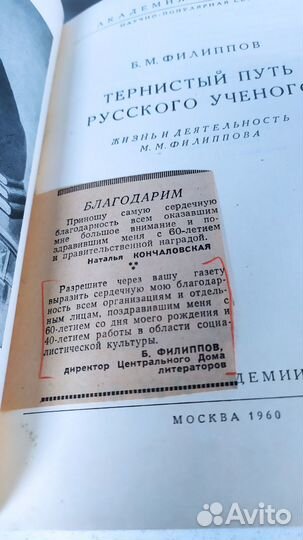 АКАДЕМИЯ
НАУЧНО-ПОПУЛЯРНАЯ
Б. М. ФИЛИППОВ
ТЕРНИСТЫЙ ПУТЬ
РУССКОГО УЧЕНОГО
ЖИЗНЬ И ДЕЯТЕЛЬНОСТЬ
М. М. ФИЛИППОВА
БЛАГОДАРИМ
Приношу самую сердечную
благодарность всем оказавшим
мне большое внимание и по-
здравившим меня с 60-летием
и правительственной наградой.
Наталья КОНЧАЛОВСКАЯ
Разрешите через вашу газету
выразить сердечную мою благодар-
ность всем организациям и отдель-
ным лицам, поздравившим меня с
60-летием со дня моего рождения и
40-летием работы в области социа-
листической культуры.
Б. ФИЛИППОВ,
директор Центрального Дома
литераторов
ДЕМИИ
МОСКВА 1960
Avito